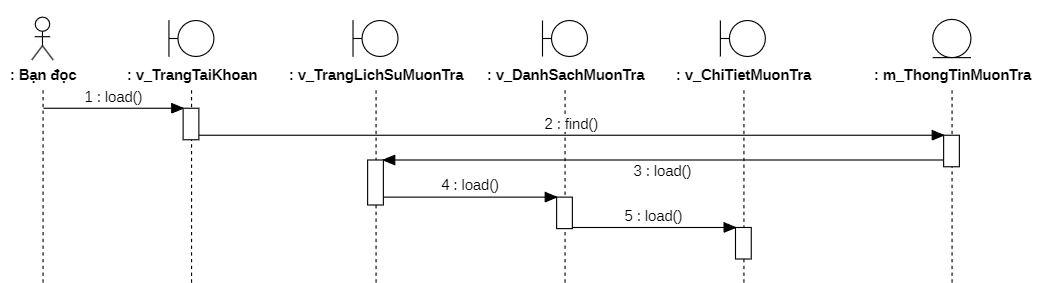 : Bạn đọc
: v_TrangTaiKhoan
: v_TrangLichSuMuonTra
: v_DanhSachMuonTra
: v_ChiTietMuonTra
: m_ThongTinMuonTra
1 : load()
2 : find()
3 : load()
4 : load()
5 : load()